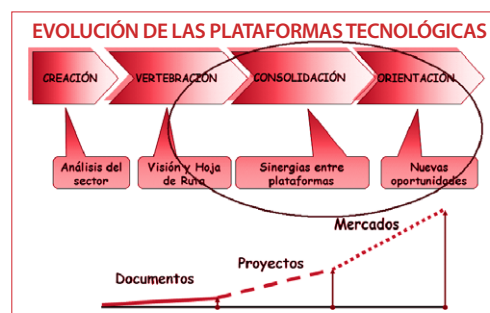 EVOLUCIÓN DE LAS PLATAFORMAS TECNOLÓGICAS
CREACIÓN
VERTEBRACIÓN
CONSOLIDACIÓN
ORIENTACIÓN
Análisis del
sector
Visión y Hoja
de Ruta
Sinergias entre
plataformas
Nuevas
oportunidades
Documentos
Proyectos
Mercados